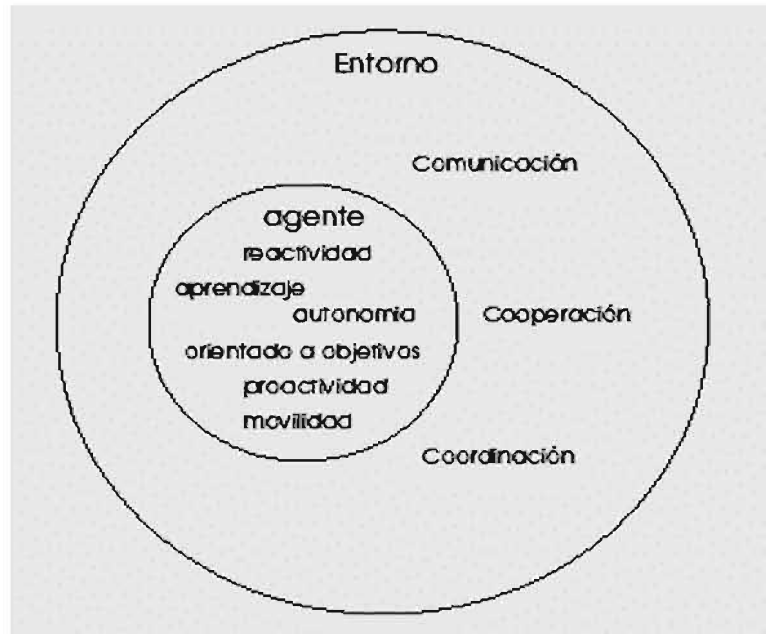 Entorno
Comunicación
agente
reactividad
aprendizaje
autonomia
Cooperación
orientado a objetivos
proactividad
movilidad
Coordinación